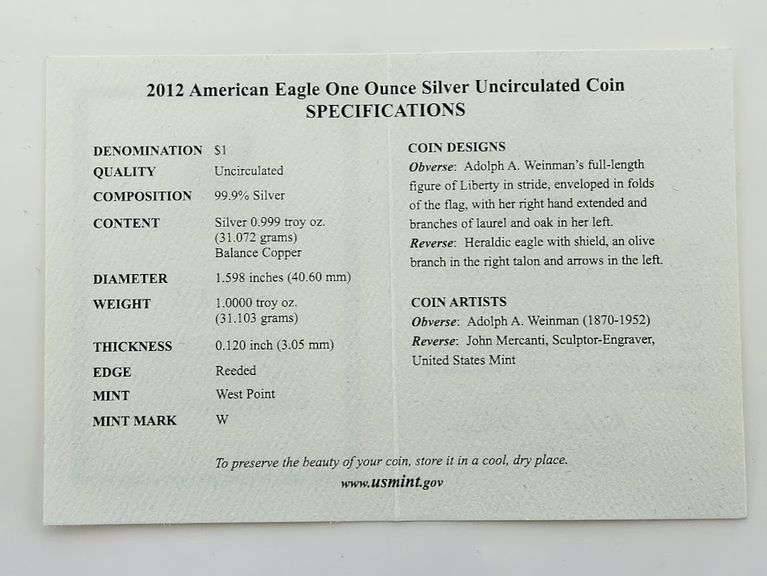 2012 American Eagle One Ounce Silver Uncirculated Coin
SPECIFICATIONS
DENOMINATION $1
QUALITY Uncirculated
COMPOSITION 99.9% Silver
CONTENT Silver 0.999 troy oz.
(31.072 grams)
Balance Copper
DIAMETER 1.598 inches (40.60 mm)
WEIGHT 1.0000 troy oz.
(31.103 grams)
THICKNESS 0.120 inch (3.05 mm)
EDGE Reeded
MINT West Point
MINT MARK W
COIN DESIGNS
Obverse: Adolph A. Weinman's full-length
figure of Liberty in stride, enveloped in folds
of the flag, with her right hand extended and
branches of laurel and oak in her left.
Reverse: Heraldic eagle with shield, an olive
branch in the right talon and arrows in the left.
COIN ARTISTS
Obverse: Adolph A. Weinman (1870-1952)
Reverse: John Mercanti, Sculptor-Engraver,
United States Mint
To preserve the beauty of your coin, store it in a cool, dry place.
www.usmint.gov